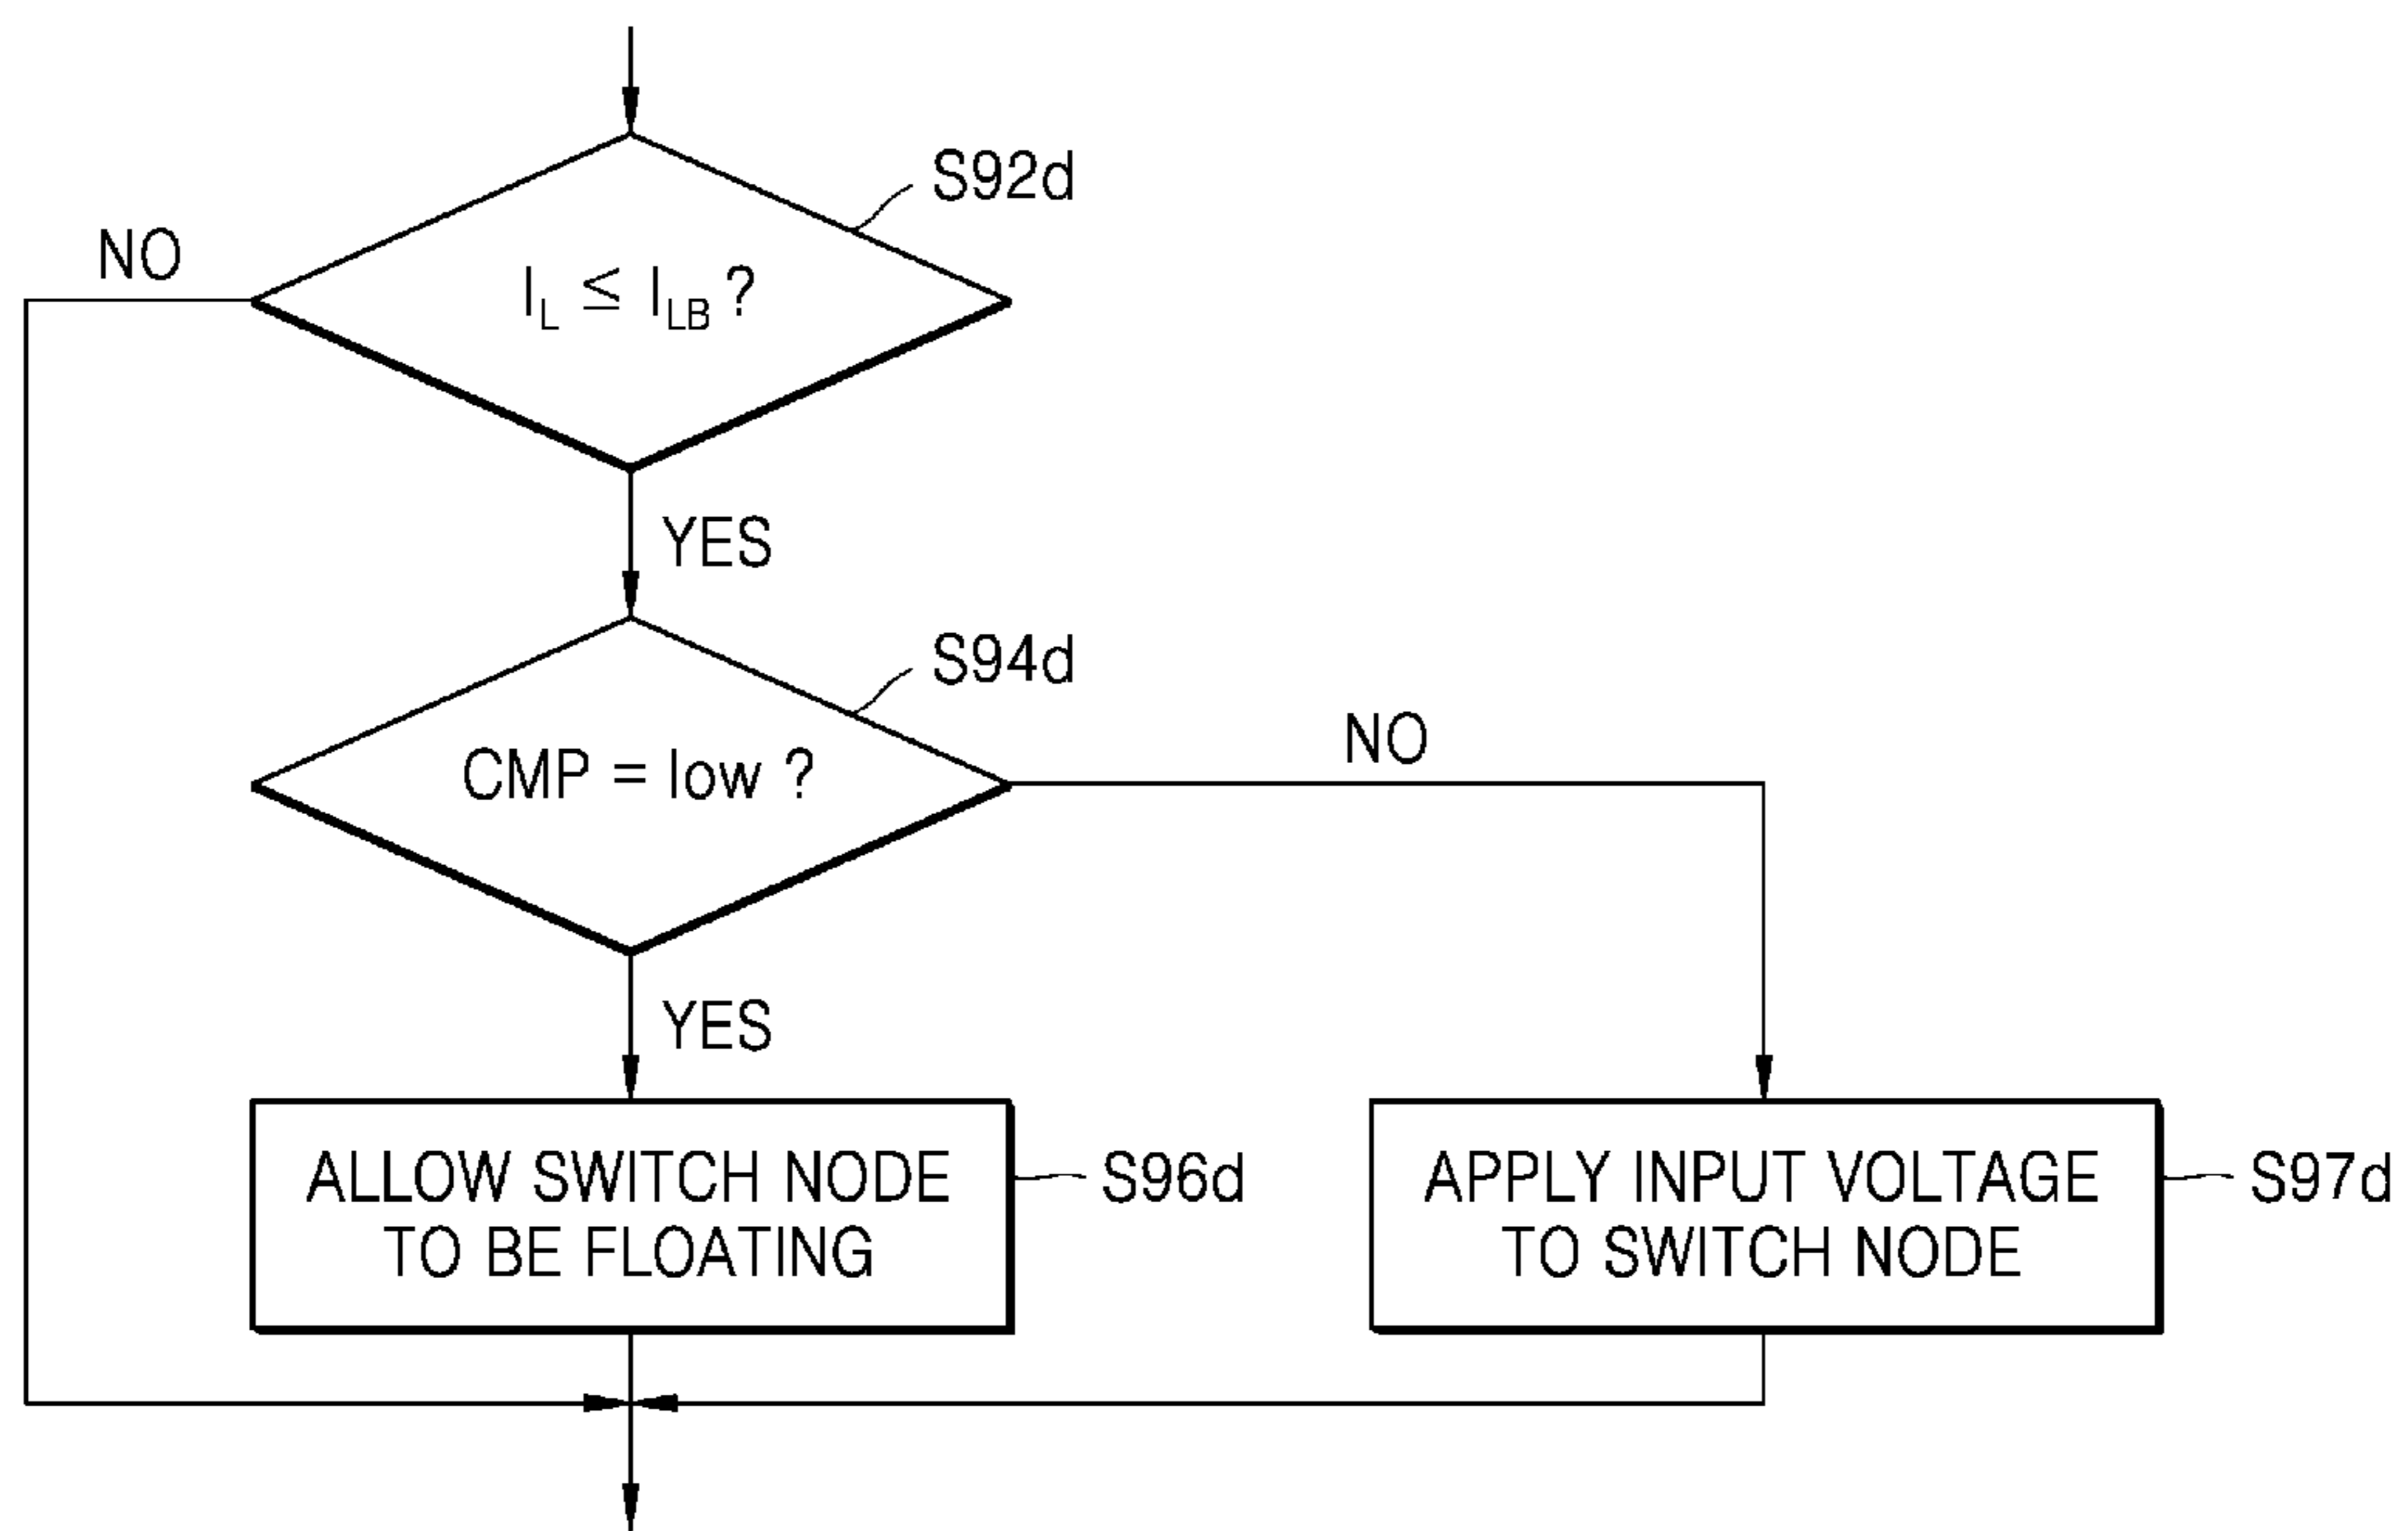 S92d
NO
I_L ≤ I_LB ?
YES
S94d
NO
CMP = low ?
YES
ALLOW SWITCH NODE
TO BE FLOATING
S96d
APPLY INPUT VOLTAGE
TO SWITCH NODE
S97d